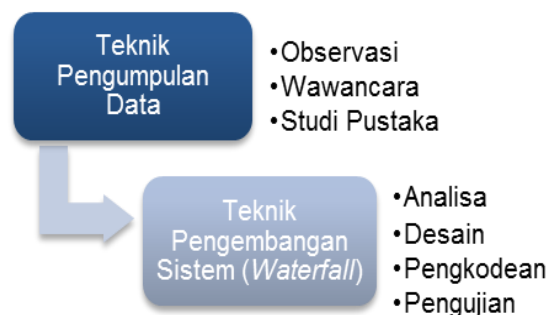 Teknik
Pengumpulan
Data
•Observasi
•Wawancara
•Studi Pustaka
Teknik
Pengembangan
Sistem (Waterfall)
•Analisa
•Desain
•Pengkodean
•Pengujian